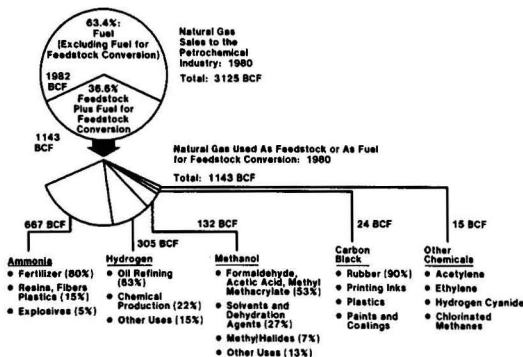 63.4%:
Fuel
(Excluding Fuel for
Feedstock Conversion)
1982
BCF
36.6%
Feedstock
Plus Fuel for
Feedstock
Conversion
1143
BCF
Natural Gas
Sales to the
Petrochemical
Industry: 1980
Total: 3125 BCF
Natural Gas Used As Feedstock or As Fuel
for Feedstock Conversion: 1980
Total: 1143 BCF
667 BCF
305 BCF
132 BCF
24 BCF
15 BCF
Ammonia
• Fertilizer (80%)
• Resins, Fibers
Plastics (15%)
• Explosives (5%)
Hydrogen
• Oil Refining
(63%)
• Chemical
Production (22%)
• Other Uses (15%)
Methanol
• Formaldehyde,
Acetic Acid, Methyl
Methacrylate (53%)
• Solvents and
Dehydration
Agents (27%)
• Methyl/Halides (7%)
• Other Uses (13%)
Carbon
Black
• Rubber (90%)
• Printing Inks
• Plastics
• Paints and
Coatings
Other
Chemicals
• Acetylene
• Ethylene
• Hydrogen Cyanide
• Chlorinated
Methanes